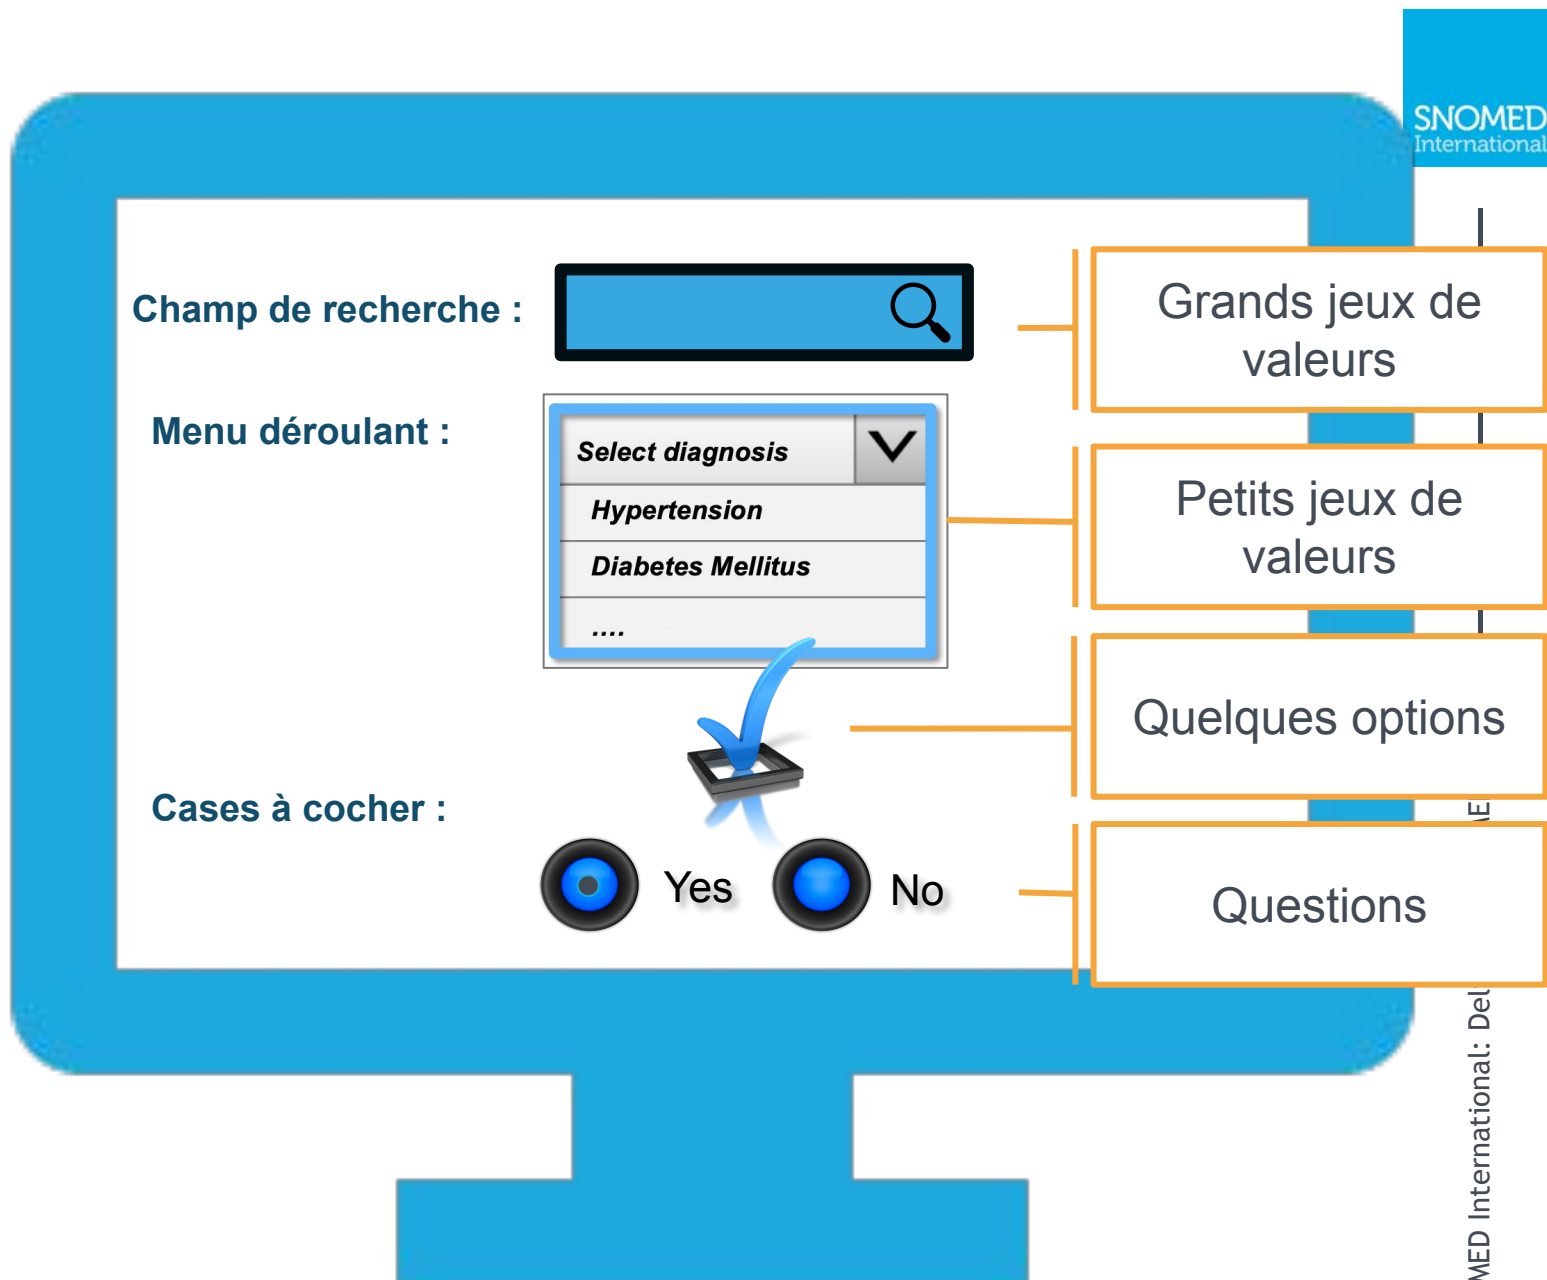 SNOMED
International
Champ de recherche :
Grands jeux de
valeurs
Menu déroulant :
Select diagnosis
Hypertension
Diabetes Mellitus
....
Petits jeux de
valeurs
Quelques options
Cases à cocher :
Yes
No
Questions
International: